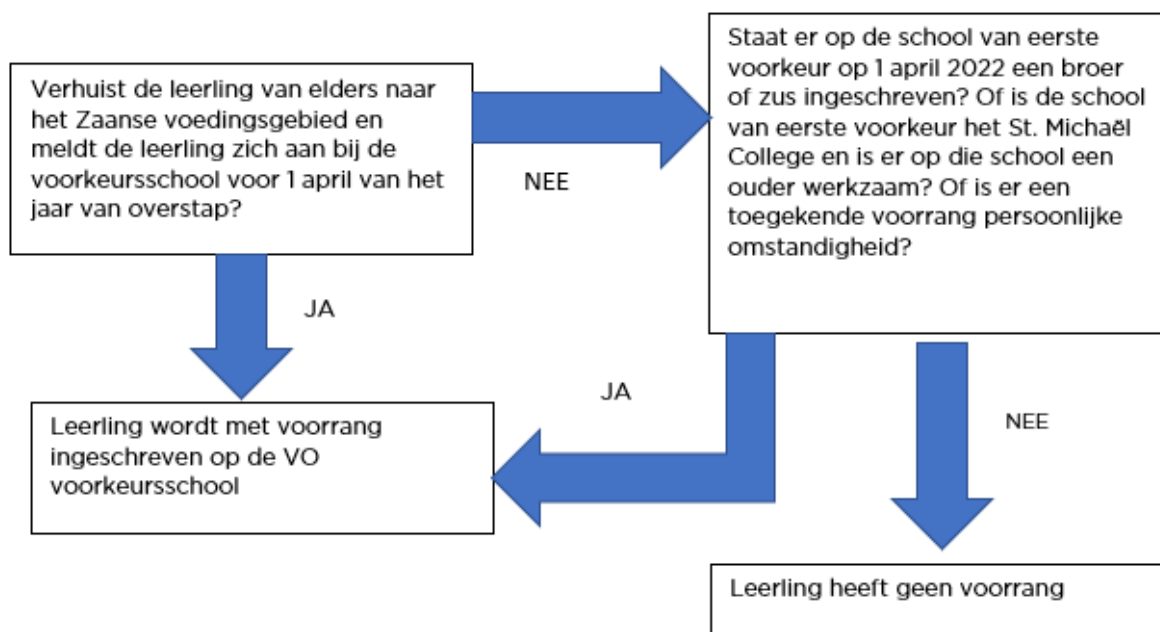 Verhuist de leerling van elders naar
het Zaanse voedingsgebied en
meldt de leerling zich aan bij de
voorkeursschool voor 1 april van het
jaar van overstap?
NEE
Staat er op de school van eerste
voorkeur op 1 april 2022 een broer
of zus ingeschreven? Of is de school
van eerste voorkeur het St. Michaël
College en is er op die school een
ouder werkzaam? Of is er een
toegekende voorrang persoonlijke
omstandigheid?
JA
JA
NEE
Leerling wordt met voorrang
ingeschreven op de VO
voorkeursschool
Leerling heeft geen voorrang